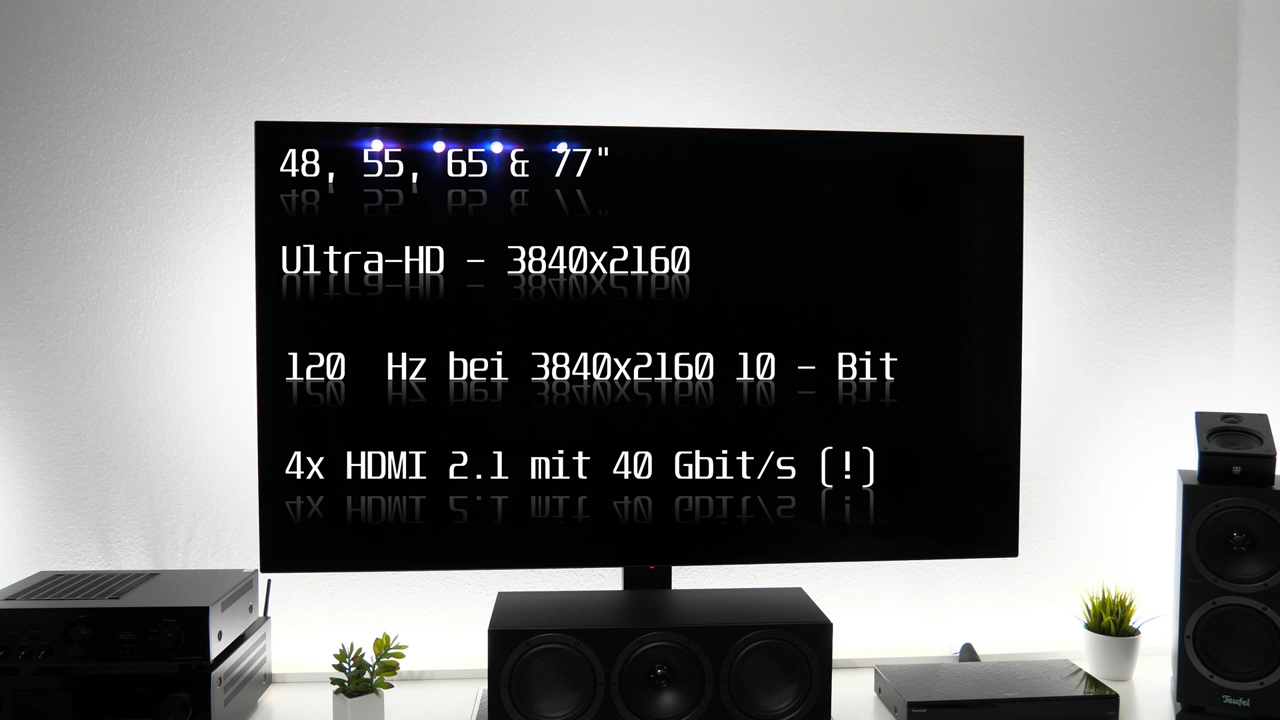 48, 55, 65 & 77"
Ultra-HD - 3840x2160
120 Hz bei 3840x2160 10 - Bit
4x HDMI 2.1 mit 40 Gbit/s (!)
Teufel